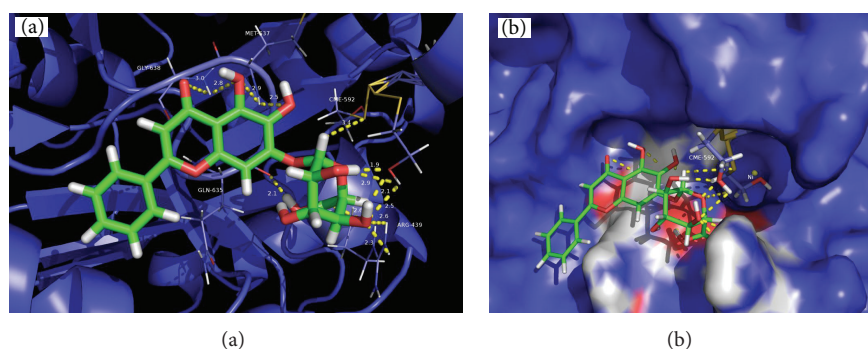 (a)
MET-637
GLY-638
3.0
2.8
2.9
2.5
CME-592
1.9
2.9
2.1
2.5
2.1
GLN-635
2.6
ARG-439
2.3
(b)
CME-592
Ni
(a)
(b)